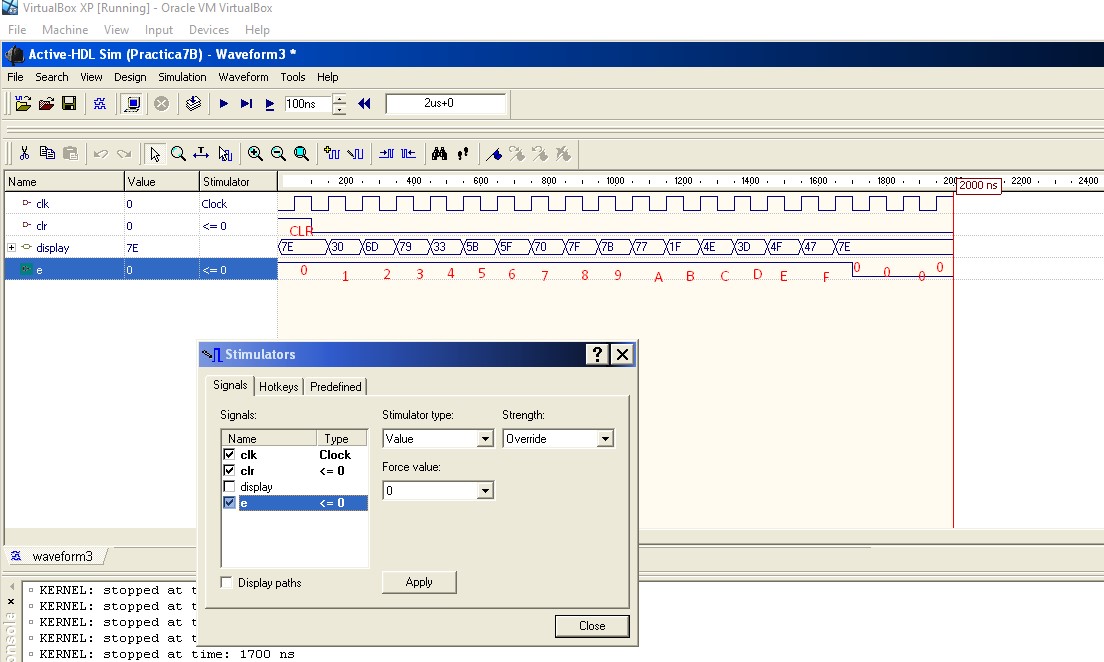 VirtualBox XP [Running] - Oracle VM VirtualBox
File Machine View Input Devices Help
Active-HDL Sim (Practica7B) - Waveform3 *
File Search View Design Simulation Waveform Tools Help
100ns 2us+0
Name Value Stimulator 200 400 600 800 1000 1200 1400 1600 1800 2000 ns 2200 2400
clk 0 Clock
clr 0 <= 0 CLR
display 7E 7E 30 6D 79 33 5B 5F 70 7F 7B 77 1F 4E 3D 4F 47 7E
e 0 <= 0 0 1 2 3 4 5 6 7 8 9 A B C D E F 0 0 0 0
Stimulators ?
Signals Hotkeys Predefined
Signals: Stimulator type: Strength:
Name Type Value Override
clk Clock
clr <= 0 Force value:
display 0
e <= 0
waveform3
Display paths Apply
KERNEL: stopped at t
KERNEL: stopped at t
KERNEL: stopped at t
KERNEL: stopped at t
Close
KERNEL: stopped at time: 1700 ns